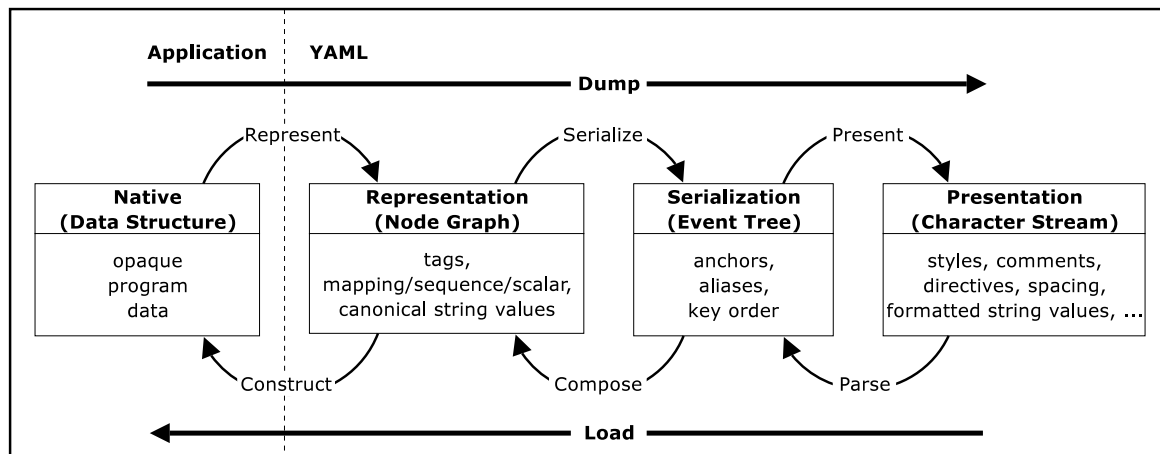 Application YAML
Dump
Represent Serialize Present
Native
(Data Structure)
opaque
program
data
Representation
(Node Graph)
tags,
mapping/sequence/scalar,
canonical string values
Serialization
(Event Tree)
anchors,
aliases,
key order
Presentation
(Character Stream)
styles, comments,
directives, spacing,
formatted string values, ...
Construct Compose Parse
Load